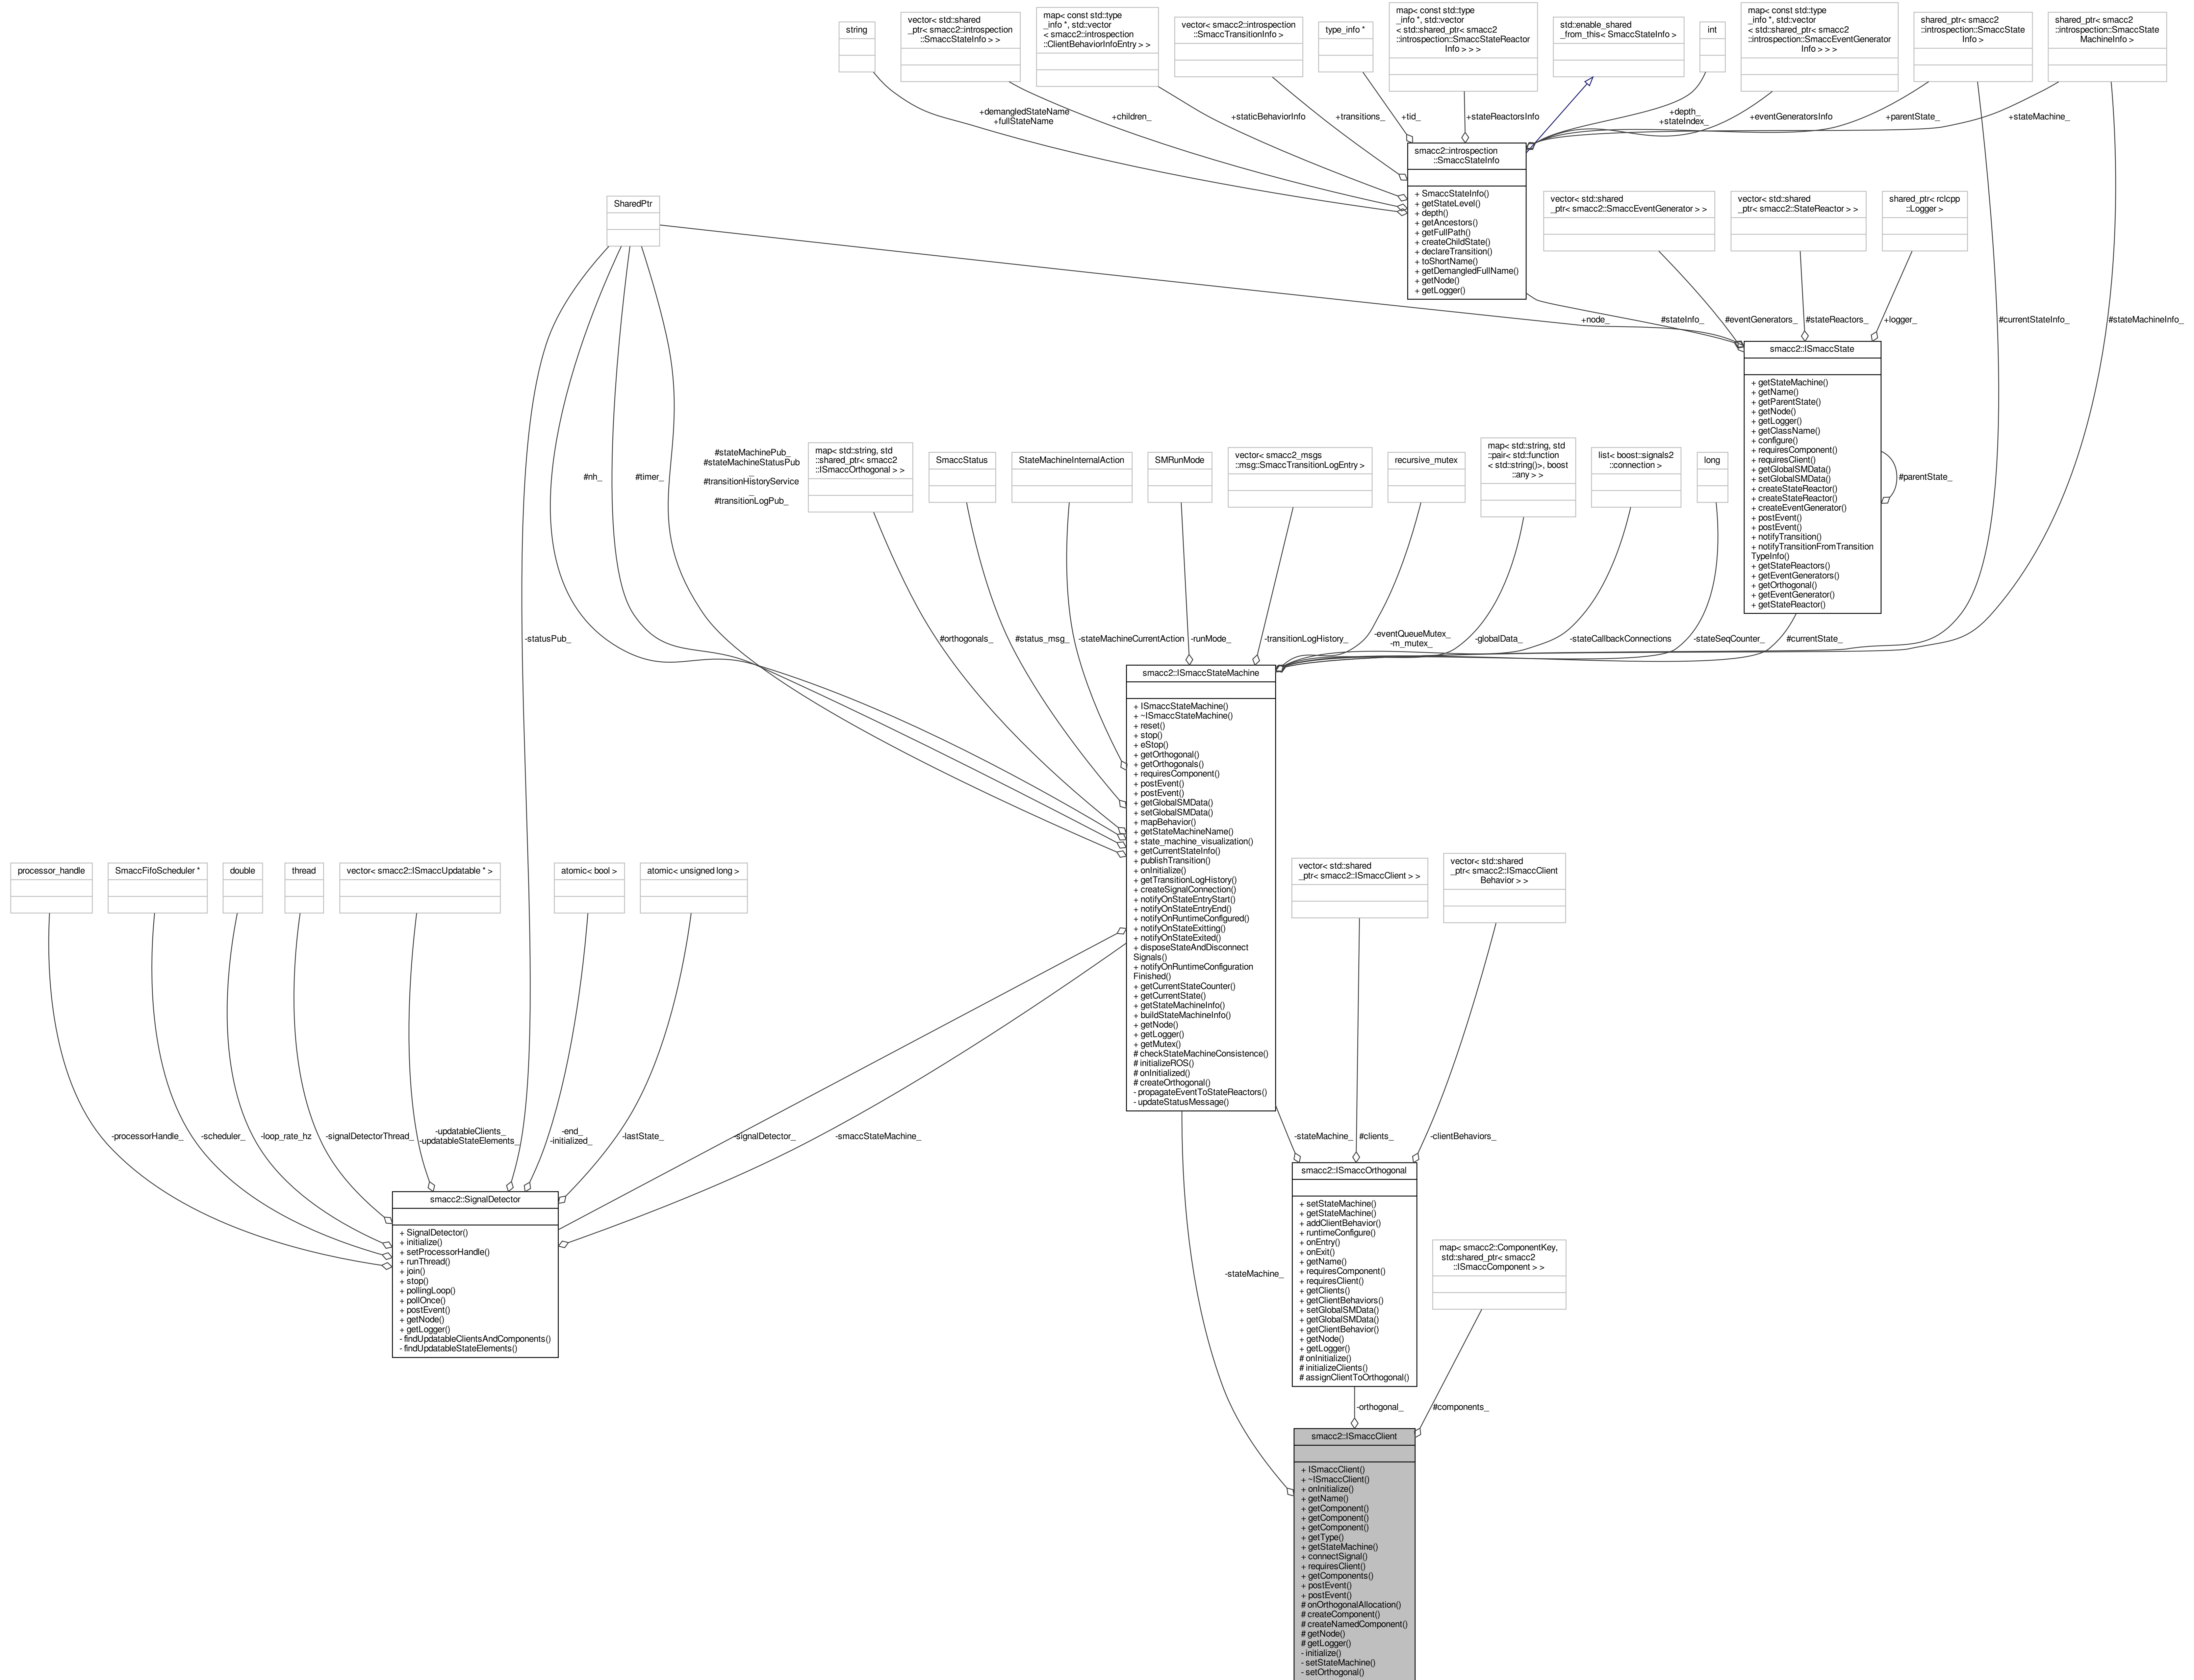 string
vector< std::shared
_ptr< smacc2::introspection
::SmaccStateInfo > >
map< const std::type
_info *, std::vector
< smacc2::introspection
::ClientBehaviorInfoEntry > >
vector< smacc2::introspection
::SmaccTransitionInfo >
type_info *
map< const std::type
_info *, std::vector
< std::shared_ptr< smacc2
::introspection::SmaccStateReactor
Info > > >
std::enable_shared
_from_this< SmaccStateInfo >
int
map< const std::type
_info *, std::vector
< std::shared_ptr< smacc2
::introspection::SmaccEventGenerator
Info > > >
shared_ptr< smacc2
::introspection::SmaccState
Info >
shared_ptr< smacc2
::introspection::SmaccState
MachineInfo >
+demangledStateName
+fullStateName
+children_
+staticBehaviorInfo
+transitions_
+tid_
+stateReactorsInfo
+depth_
+stateIndex_
+eventGeneratorsInfo
+parentState_
+stateMachine_
smacc2::introspection
::SmaccStateInfo
+ SmaccStateInfo()
+ getStateLevel()
+ depth()
+ getAncestors()
+ getFullPath()
+ createChildState()
+ declareTransition()
+ toShortName()
+ getDemangledFullName()
+ getNode()
+ getLogger()
SharedPtr
vector< std::shared
_ptr< smacc2::SmaccEventGenerator > >
vector< std::shared
_ptr< smacc2::StateReactor > >
shared_ptr< rclcpp
::Logger >
+node_
#stateInfo_
#eventGenerators_
#stateReactors_
+logger_
#currentStateInfo_
#stateMachineInfo_
smacc2::ISmaccState
+ getStateMachine()
+ getName()
+ getParentState()
+ getNode()
+ getLogger()
+ getClassName()
+ configure()
+ requiresComponent()
+ requiresClient()
+ getGlobalSMData()
+ setGlobalSMData()
+ createStateReactor()
+ createStateReactor()
+ createEventGenerator()
+ postEvent()
+ postEvent()
+ notifyTransition()
+ notifyTransitionFromTransition
TypeInfo()
+ getStateReactors()
+ getEventGenerators()
+ getOrthogonal()
+ getEventGenerator()
+ getStateReactor()
#parentState_
#nh_
#timer_
#stateMachinePub_
#stateMachineStatusPub
_
#transitionHistoryService
_
#transitionLogPub_
map< std::string, std
::shared_ptr< smacc2
::ISmaccOrthogonal > >
SmaccStatus
StateMachineInternalAction
SMRunMode
vector< smacc2_msgs
::msg::SmaccTransitionLogEntry >
recursive_mutex
map< std::string, std
::pair< std::function
< std::string()>, boost
::any > >
list< boost::signals2
::connection >
long
-statusPub_
#orthogonals_
#status_msg_
-stateMachineCurrentAction
-runMode_
-transitionLogHistory_
-eventQueueMutex_
-m_mutex_
-globalData_
-stateCallbackConnections
-stateSeqCounter_
#currentState_
smacc2::ISmaccStateMachine
+ ISmaccStateMachine()
+ ~ISmaccStateMachine()
+ reset()
+ stop()
+ eStop()
+ getOrthogonal()
+ getOrthogonals()
+ requiresComponent()
+ postEvent()
+ postEvent()
+ getGlobalSMData()
+ setGlobalSMData()
+ mapBehavior()
+ getStateMachineName()
+ state_machine_visualization()
+ getCurrentStateInfo()
+ publishTransition()
+ onInitialize()
+ getTransitionLogHistory()
+ createSignalConnection()
+ notifyOnStateEntryStart()
+ notifyOnStateEntryEnd()
+ notifyOnRuntimeConfigured()
+ notifyOnStateExitting()
+ notifyOnStateExited()
+ disposeStateAndDisconnect
Signals()
+ notifyOnRuntimeConfiguration
Finished()
+ getCurrentStateCounter()
+ getCurrentState()
+ getStateMachineInfo()
+ buildStateMachineInfo()
+ getNode()
+ getLogger()
+ getMutex()
# checkStateMachineConsistence()
# initializeROS()
# onInitialized()
# createOrthogonal()
- propagateEventToStateReactors()
- updateStatusMessage()
processor_handle
SmaccFifoScheduler *
double
thread
vector< smacc2::ISmaccUpdatable * >
atomic< bool >
atomic< unsigned long >
vector< std::shared
_ptr< smacc2::ISmaccClient > >
vector< std::shared
_ptr< smacc2::ISmaccClient
Behavior > >
-processorHandle_
-scheduler_
-loop_rate_hz
-signalDetectorThread_
-updatableClients_
-updatableStateElements_
-end_
-initialized_
-lastState_
-signalDetector_
-smaccStateMachine_
-stateMachine_
#clients_
-clientBehaviors_
smacc2::SignalDetector
+ SignalDetector()
+ initialize()
+ setProcessorHandle()
+ runThread()
+ join()
+ stop()
+ pollingLoop()
+ pollOnce()
+ postEvent()
+ getNode()
+ getLogger()
- findUpdatableClientsAndComponents()
- findUpdatableStateElements()
smacc2::ISmaccOrthogonal
+ setStateMachine()
+ getStateMachine()
+ addClientBehavior()
+ runtimeConfigure()
+ onEntry()
+ onExit()
+ getName()
+ requiresComponent()
+ requiresClient()
+ getClients()
+ getClientBehaviors()
+ setGlobalSMData()
+ getGlobalSMData()
+ getClientBehavior()
+ getNode()
+ getLogger()
# onInitialize()
# initializeClients()
# assignClientToOrthogonal()
map< smacc2::ComponentKey,
std::shared_ptr< smacc2
::ISmaccComponent > >
-stateMachine_
-orthogonal_
#components_
smacc2::ISmaccClient
+ ISmaccClient()
+ ~ISmaccClient()
+ onInitialize()
+ getName()
+ getComponent()
+ getComponent()
+ getComponent()
+ getType()
+ getStateMachine()
+ connectSignal()
+ requiresClient()
+ getComponents()
+ postEvent()
+ postEvent()
# onOrthogonalAllocation()
# createComponent()
# createNamedComponent()
# getNode()
# getLogger()
- initialize()
- setStateMachine()
- setOrthogonal()